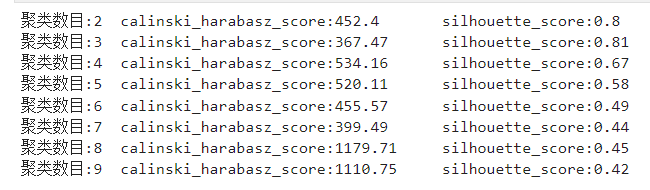 聚类数目:2 calinski_harabasz_score:452.4 silhouette_score:0.8
聚类数目:3 calinski_harabasz_score:367.47 silhouette_score:0.81
聚类数目:4 calinski_harabasz_score:534.16 silhouette_score:0.67
聚类数目:5 calinski_harabasz_score:520.11 silhouette_score:0.58
聚类数目:6 calinski_harabasz_score:455.57 silhouette_score:0.49
聚类数目:7 calinski_harabasz_score:399.49 silhouette_score:0.44
聚类数目:8 calinski_harabasz_score:1179.71 silhouette_score:0.45
聚类数目:9 calinski_harabasz_score:1110.75 silhouette_score:0.42